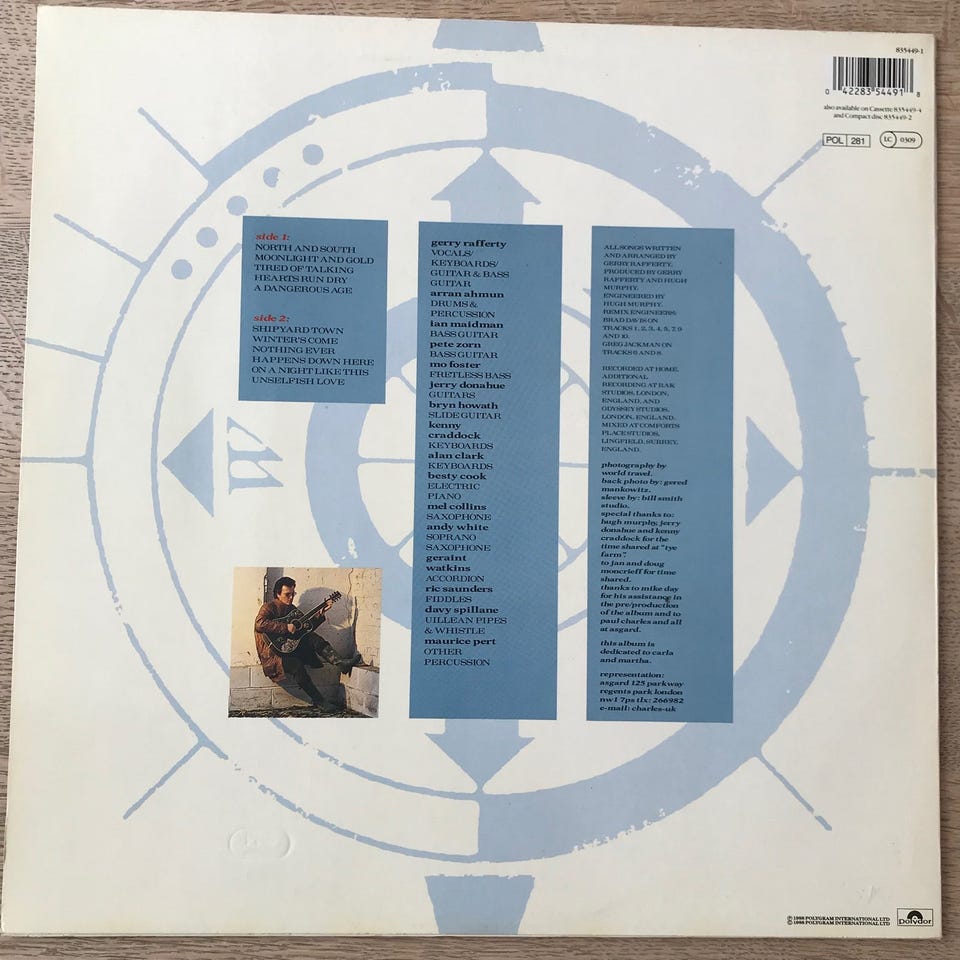 835449-1
0 42283 54491 8
also available on Cassette 835449-4
and Compact disc 835449-2
POL 281 LC 0309
side 1:
NORTH AND SOUTH
MOONLIGHT AND GOLD
TIRED OF TALKING
HEARTS RUN DRY
A DANGEROUS AGE
side 2:
SHIPYARD TOWN
WINTER'S COME
NOTHING EVER
HAPPENS DOWN HERE
ON A NIGHT LIKE THIS
UNSELFISH LOVE
gerry rafferty
VOCALS/
KEYBOARDS/
GUITAR & BASS
GUITAR
arran ahmun
DRUMS &
PERCUSSION
ian maidman
BASS GUITAR
pete zorn
BASS GUITAR
mo foster
FRETLESS BASS
jerry donahue
GUITARS
bryn howath
SLIDE GUITAR
kenny
craddock
KEYBOARDS
alan clark
KEYBOARDS
besty cook
ELECTRIC
PIANO
mel collins
SAXOPHONE
andy white
SOPRANO
SAXOPHONE
geraint
watkins
ACCORDION
ric saunders
FIDDLES
davy spillane
UILLEAN PIPES
& WHISTLE
maurice pert
OTHER
PERCUSSION
ALL SONGS WRITTEN
AND ARRANGED BY
GERRY RAFFERTY.
PRODUCED BY GERRY
RAFFERTY AND HUGH
MURPHY.
ENGINEERED BY
HUGH MURPHY.
REMIX ENGINEERS:
BRAD DAVIS ON
TRACKS 1, 2, 3, 4, 5, 7, 9
AND 10.
GREG JACKMAN ON
TRACKS 6 AND 8.
RECORDED AT HOME.
ADDITIONAL
RECORDING AT RAK
STUDIOS, LONDON,
ENGLAND, AND
ODYSSEY STUDIOS,
LONDON, ENGLAND.
MIXED AT COMFORTS
PLACE STUDIOS,
LINGFIELD, SURREY,
ENGLAND.
photography by
world travel.
back photo by: gered
mankowitz.
sleeve by: bill smith
studio.
special thanks to:
hugh murphy, jerry
donahue and kenny
craddock for the
time shared at "tye
farm".
to jan and doug
moncrieff for time
shared.
thanks to mike day
for his assistance in
the pre/production
of the album and to
paul charles and all
at asgard.
this album is
dedicated to carla
and martha.
representation:
asgard 125 parkway
regents park london
nw1 7ps tlx: 266982
e-mail: charles-uk
W
℗ 1988 POLYGRAM INTERNATIONAL LTD
© 1988 POLYGRAM INTERNATIONAL LTD
Polydor